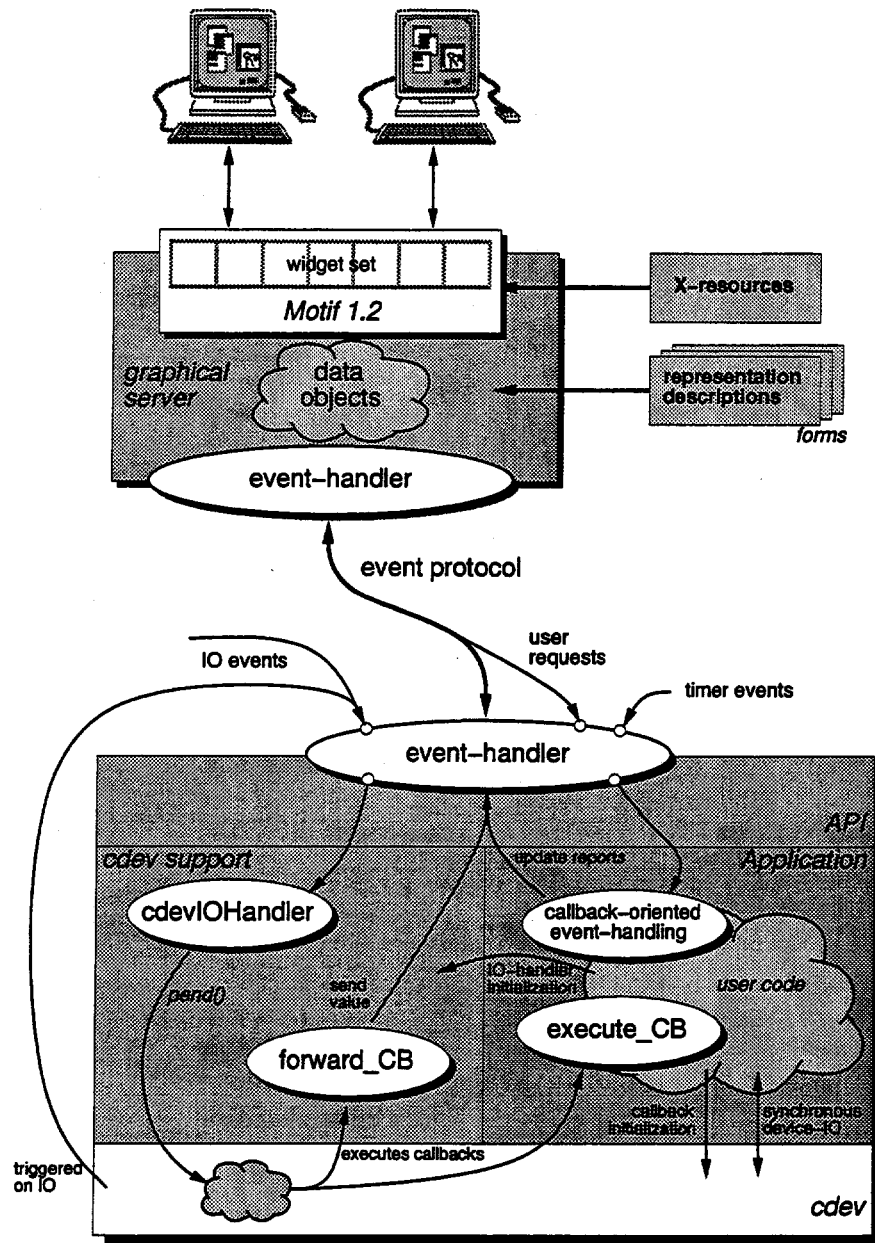 widget set
Motif 1.2
X-resources
graphical
server
data
objects
representation
descriptions
forms
event-handler
event protocol
user
requests
IO events
timer events
event-handler
API
cdev support
update reports
Application
cdevIOHandler
callback-oriented
event-handling
IO-handler
initialization
user code
pend()
send
value
execute_CB
forward_CB
callback
initialization
synchronous
device-IO
executes callbacks
triggered
on IO
cdev